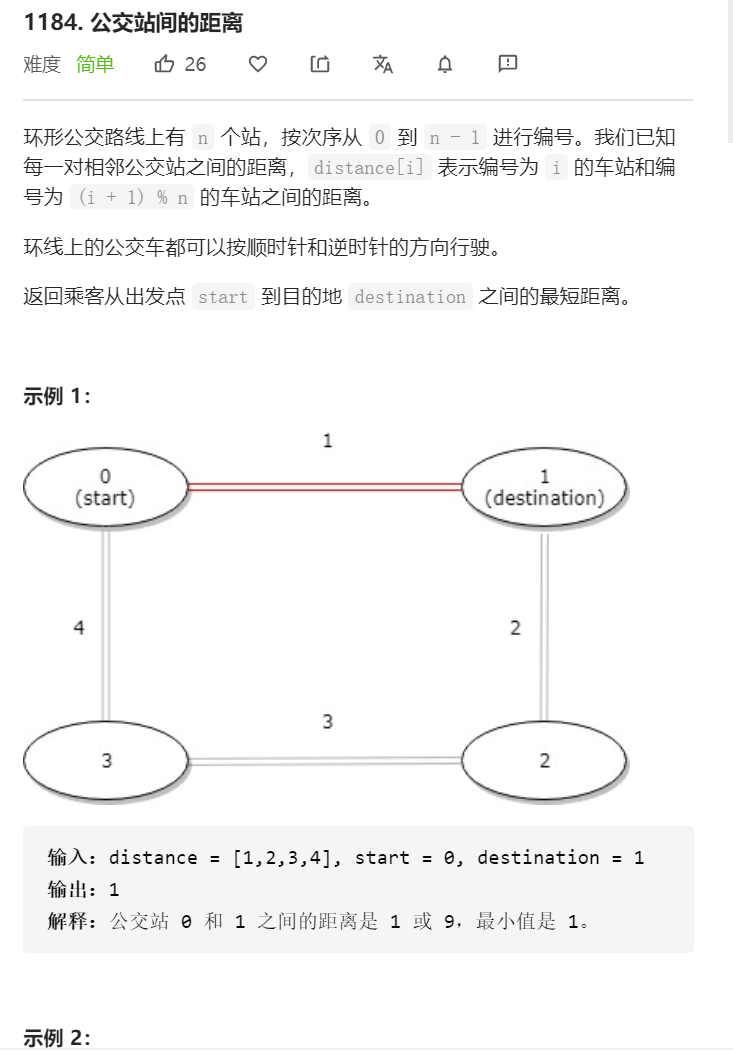 1184. 公交站间的距离
难度 简单 26
环形公交路线上有 n 个站，按次序从 0 到 n - 1 进行编号。我们已知
每一对相邻公交站之间的距离，distance[i] 表示编号为 i 的车站和编
号为 (i + 1) % n 的车站之间的距离。
环线上的公交车都可以按顺时针和逆时针的方向行驶。
返回乘客从出发点 start 到目的地 destination 之间的最短距离。
示例 1：
1
0
(start)
1
(destination)
4
2
3
3
2
输入：distance = [1,2,3,4], start = 0, destination = 1
输出：1
解释：公交站 0 和 1 之间的距离是 1 或 9，最小值是 1。
示例 2：